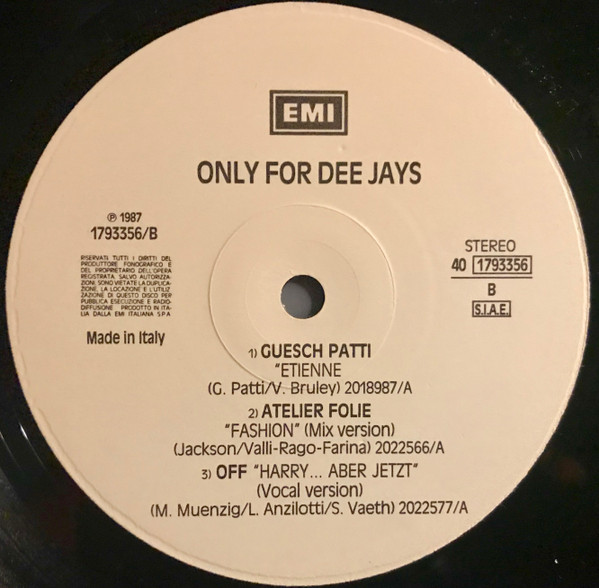 EMI
ONLY FOR DEE JAYS
℗ 1987
1793356/B
RISERVATI TUTTI I DIRITTI DEL
PRODUTTORE FONOGRAFICO E
DEL PROPRIETARIO DELL'OPERA
REGISTRATA. SALVO AUTORIZZA-
ZIONI, SONO VIETATE LA DUPLICA-
ZIONE, LA LOCAZIONE E L'UTILIZ-
ZAZIONE DI QUESTO DISCO PER
PUBBLICA ESECUZIONE E RADIO-
DIFFUSIONE PRODOTTO IN ITA-
LIA DALLA EMI ITALIANA S.P.A
Made in Italy
STEREO
40 1793356
B
S.I.A.E.
1) GUESCH PATTI
"ETIENNE
(G. Patti/V. Bruley) 2018987/A
2) ATELIER FOLIE
"FASHION" (Mix version)
(Jackson/Valli-Rago-Farina) 2022566/A
3) OFF "HARRY... ABER JETZT"
(Vocal version)
(M. Muenzig/L. Anzilotti/S. Vaeth) 2022577/A